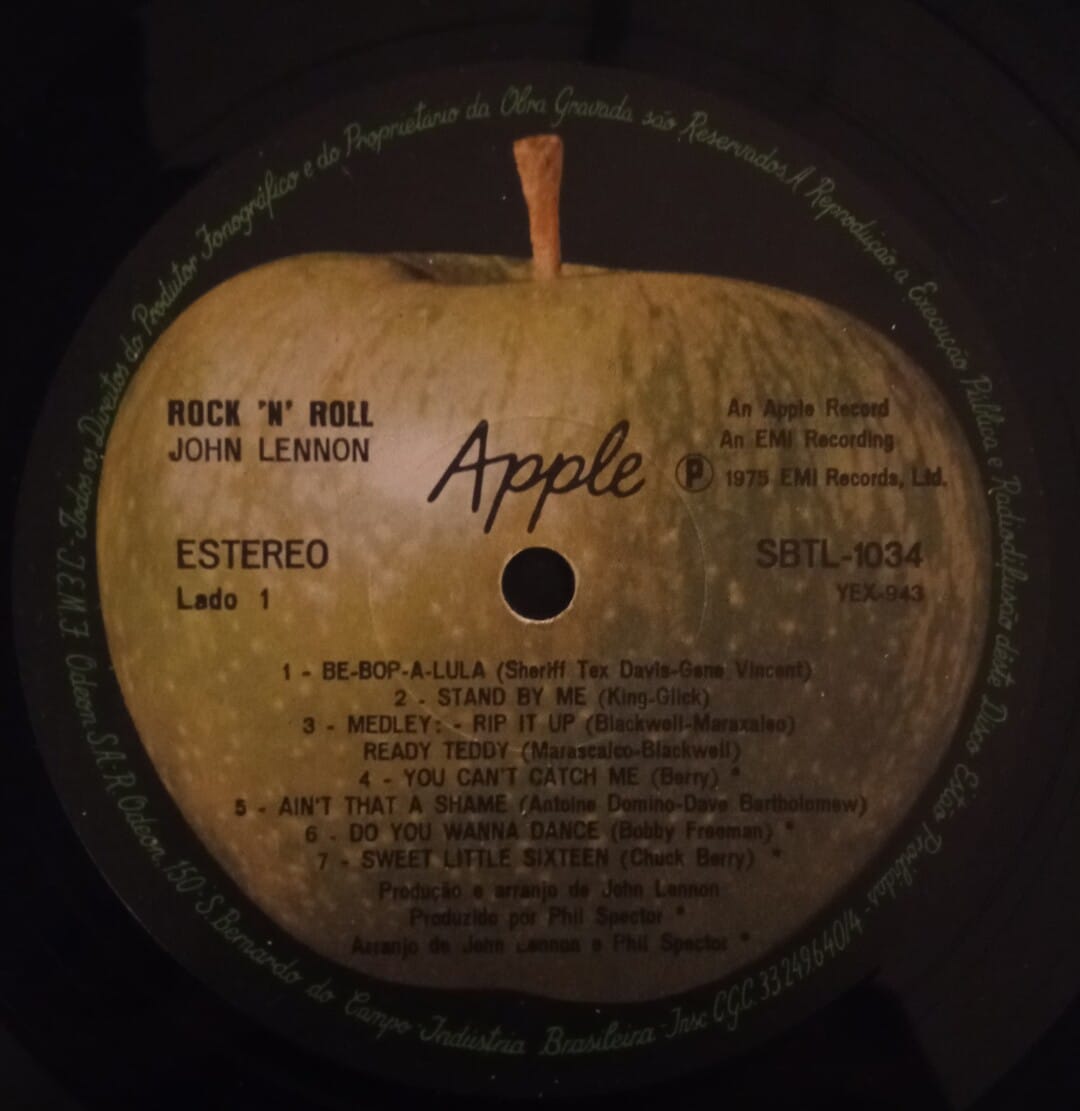 Todos os Direitos do Produtor Fonográfico e do Proprietário da Obra Gravada são Reservados A Reprodução, a Execução Pública e Radiodifusão deste Disco Estão Proibidas -
ROCK 'N' ROLL
JOHN LENNON
Apple
An Apple Record
An EMI Recording
Ⓟ 1975 EMI Records, Ltd.
ESTEREO
Lado 1
SBTL-1034
YEX-943
1 - BE-BOP-A-LULA (Sheriff Tex Davis-Gene Vincent)
2 - STAND BY ME (King-Glick)
3 - MEDLEY: - RIP IT UP (Blackwell-Maraxalso)
READY TEDDY (Marascalco-Blackwell)
4 - YOU CAN'T CATCH ME (Berry) *
5 - AIN'T THAT A SHAME (Antoine Domino-Dave Bartholomew)
6 - DO YOU WANNA DANCE (Bobby Freeman) *
7 - SWEET LITTLE SIXTEEN (Chuck Berry) *
Produção e arranjo de John Lennon
Produzido por Phil Spector *
Arranjo de John Lennon e Phil Spector *
Odeon, S.A. R. Odeon, 150 - S. Bernardo do Campo - Indústria Brasileira - Insc C.G.C. 33 249.640/4 -